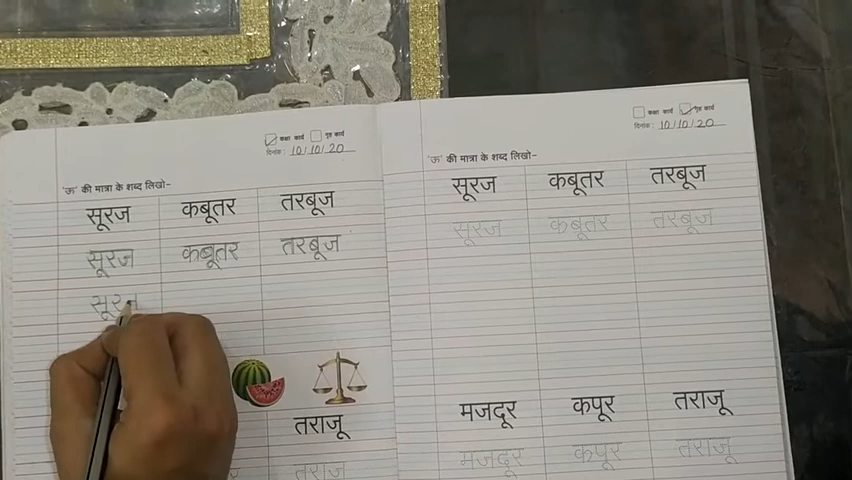 कक्षा कार्य गृह कार्य
दिनांक: 10/10/20
'ऊ' की मात्रा के शब्द लिखो-
सूरज कबूतर तरबूज
सूरज कबूतर तरबूज
तराजू
तराजू
कक्षा कार्य गृह कार्य
दिनांक: 10/10/20
'ऊ' की मात्रा के शब्द लिखो-
सूरज कबूतर तरबूज
सूरज कबूतर तरबूज
मजदूर कपूर तराजू
मजदूर कपूर तराजू